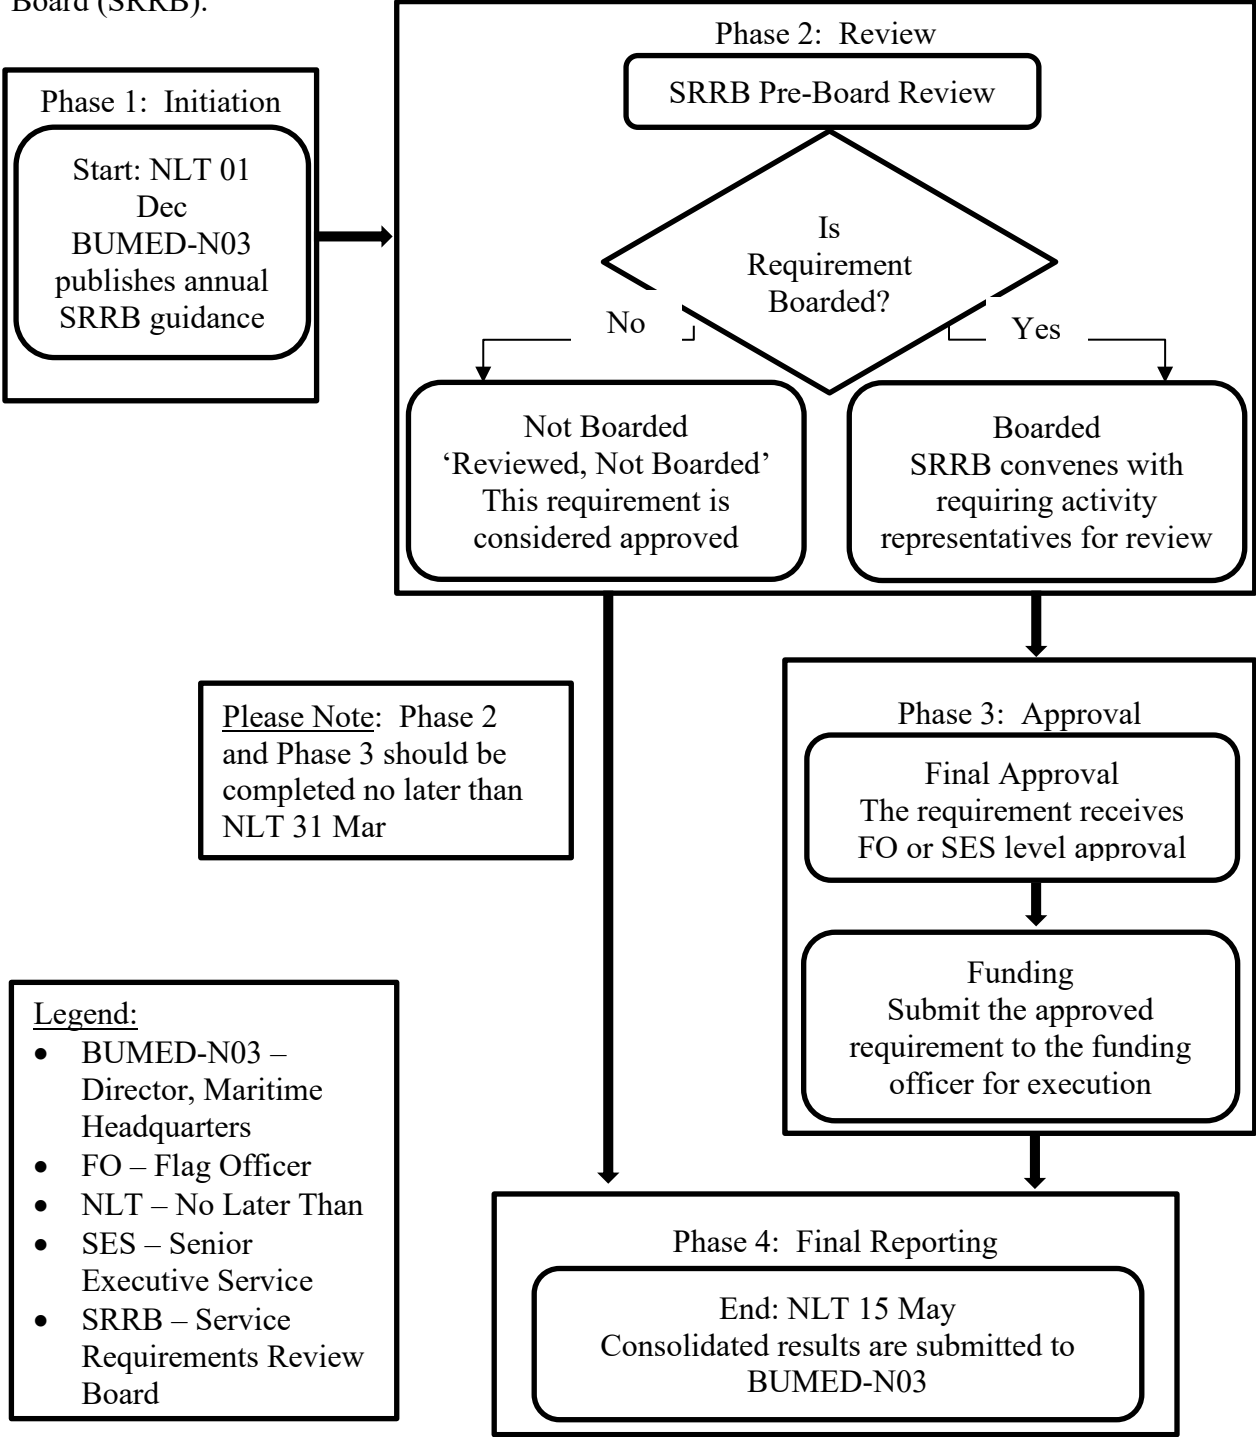 Board (SRRB).
Phase 1: Initiation
Start: NLT 01
Dec
BUMED-N03
publishes annual
SRRB guidance
Phase 2: Review
SRRB Pre-Board Review
Is
Requirement
Boarded?
No
Yes
Not Boarded
‘Reviewed, Not Boarded’
This requirement is
considered approved
Boarded
SRRB convenes with
requiring activity
representatives for review
Please Note: Phase 2
and Phase 3 should be
completed no later than
NLT 31 Mar
Phase 3: Approval
Final Approval
The requirement receives
FO or SES level approval
Funding
Submit the approved
requirement to the funding
officer for execution
Legend:
• BUMED-N03 –
Director, Maritime
Headquarters
• FO – Flag Officer
• NLT – No Later Than
• SES – Senior
Executive Service
• SRRB – Service
Requirements Review
Board
Phase 4: Final Reporting
End: NLT 15 May
Consolidated results are submitted to
BUMED-N03